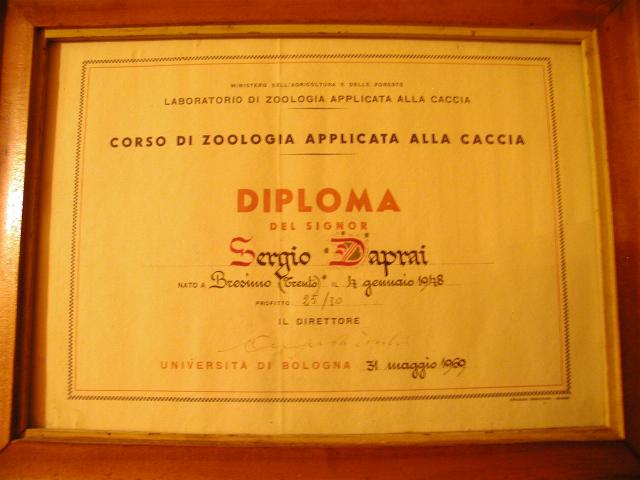 MINISTERO DELL'AGRICOLTURA E DELLE FORESTE
LABORATORIO DI ZOOLOGIA APPLICATA ALLA CACCIA
CORSO DI ZOOLOGIA APPLICATA ALLA CACCIA
DIPLOMA
DEL SIGNOR
Sergio Daprai
NATO A Bresimo (Trento) IL 17 gennaio 1948
PROFITTO 25/30
IL DIRETTORE
UNIVERSITÀ DI BOLOGNA 31 maggio 1969